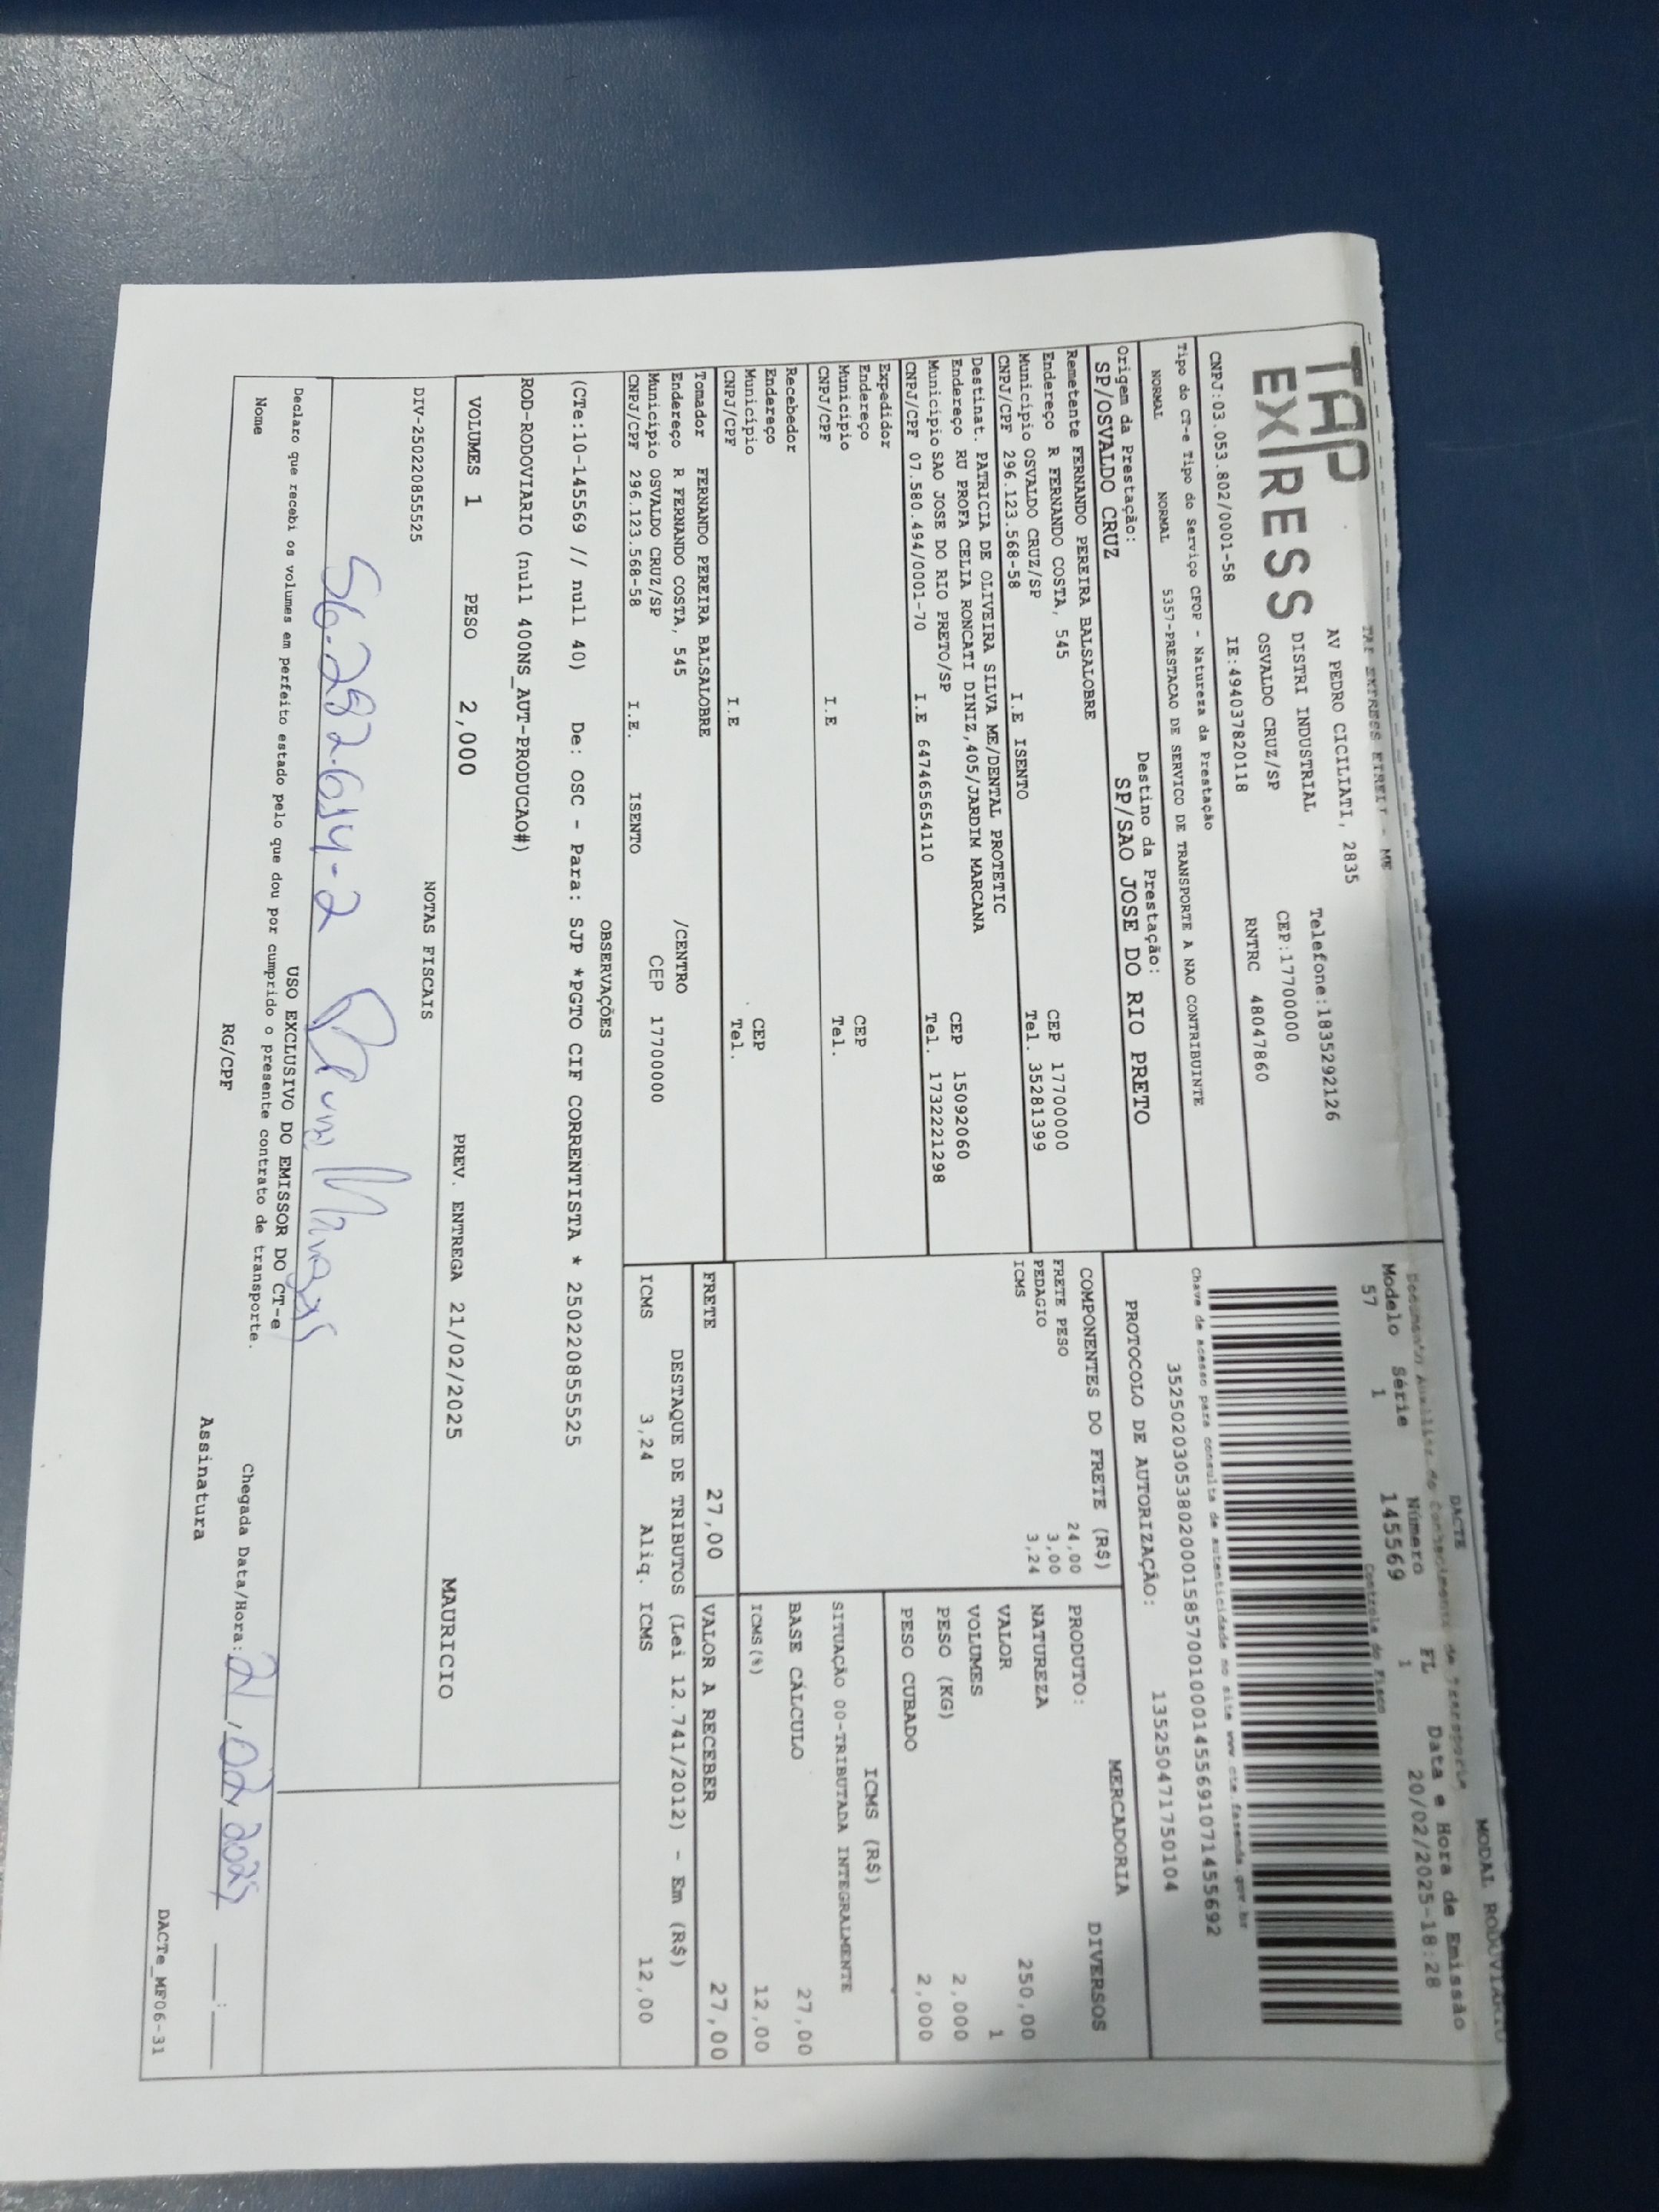 TAP EXPRESS EIRELI - ME
TAP
EXPRESS
AV PEDRO CICILIATI, 2835
Telefone:1835292126
DISTRI INDUSTRIAL
CEP:17700000
OSVALDO CRUZ/SP
RNTRC 48047860
CNPJ:03.053.802/0001-58 IE:494037820118
DACTE
MODAL RODOVIARIO
Documento Auxiliar do Conhecimento de Transporte
Modelo Série Número FL Data e Hora de Emissão
57 1 145569 1 20/02/2025-18:28
Controle do Fisco
Chave de acesso para consulta de autenticidade no site www.cte.fazenda.gov.br
35250203053802000158570010001455691071455692
PROTOCOLO DE AUTORIZAÇÃO: 135250471750104
Tipo do CT-e Tipo do Serviço CFOP - Natureza da Prestação
NORMAL NORMAL 5357-PRESTACAO DE SERVICO DE TRANSPORTE A NAO CONTRIBUINTE
Origem da Prestação: Destino da Prestação:
SP/OSVALDO CRUZ SP/SAO JOSE DO RIO PRETO
Remetente FERNANDO PEREIRA BALSALOBRE
Endereço R FERNANDO COSTA, 545 CEP 17700000
Município OSVALDO CRUZ/SP Tel. 35281399
CNPJ/CPF 296.123.568-58 I.E ISENTO
Destinat. PATRICIA DE OLIVEIRA SILVA ME/DENTAL PROTETIC
Endereço RU PROFA CELIA RONCATI DINIZ,405/JARDIM MARCANA CEP 15092060
Município SAO JOSE DO RIO PRETO/SP Tel. 1732221298
CNPJ/CPF 07.580.494/0001-70 I.E 647465654110
Expedidor
Endereço CEP
Município Tel.
CNPJ/CPF I.E
Recebedor
Endereço CEP
Município Tel.
CNPJ/CPF I.E
Tomador FERNANDO PEREIRA BALSALOBRE
Endereço R FERNANDO COSTA, 545 /CENTRO
Município OSVALDO CRUZ/SP CEP 17700000
CNPJ/CPF 296.123.568-58 I.E. ISENTO
COMPONENTES DO FRETE (R$)
FRETE PESO 24,00
PEDAGIO 3,00
ICMS 3,24
MERCADORIA
PRODUTO: DIVERSOS
NATUREZA
VALOR 250,00
VOLUMES 1
PESO (KG) 2,000
PESO CUBADO 2,000
ICMS (R$)
SITUAÇÃO 00-TRIBUTADA INTEGRALMENTE
BASE CÁLCULO 27,00
ICMS(%) 12,00
FRETE 27,00 VALOR A RECEBER 27,00
DESTAQUE DE TRIBUTOS (Lei 12.741/2012) - Em (R$)
ICMS 3,24 Aliq. ICMS 12,00
OBSERVAÇÕES
(CTe:10-145569 // null 40) De: OSC - Para: SJP *PGTO CIF CORRENTISTA * 250220855525
ROD-RODOVIARIO (null 400NS_AUT-PRODUCAO#)
VOLUMES 1 PESO 2,000 PREV. ENTREGA 21/02/2025 MAURICIO
NOTAS FISCAIS
DIV-250220855525
56.282.614-2
USO EXCLUSIVO DO EMISSOR DO CT-e
Declaro que recebi os volumes em perfeito estado pelo que dou por cumprido o presente contrato de transporte.
Chegada Data/Hora: 21/02/2025 __:__
Nome RG/CPF Assinatura
DACTe_MF06-31